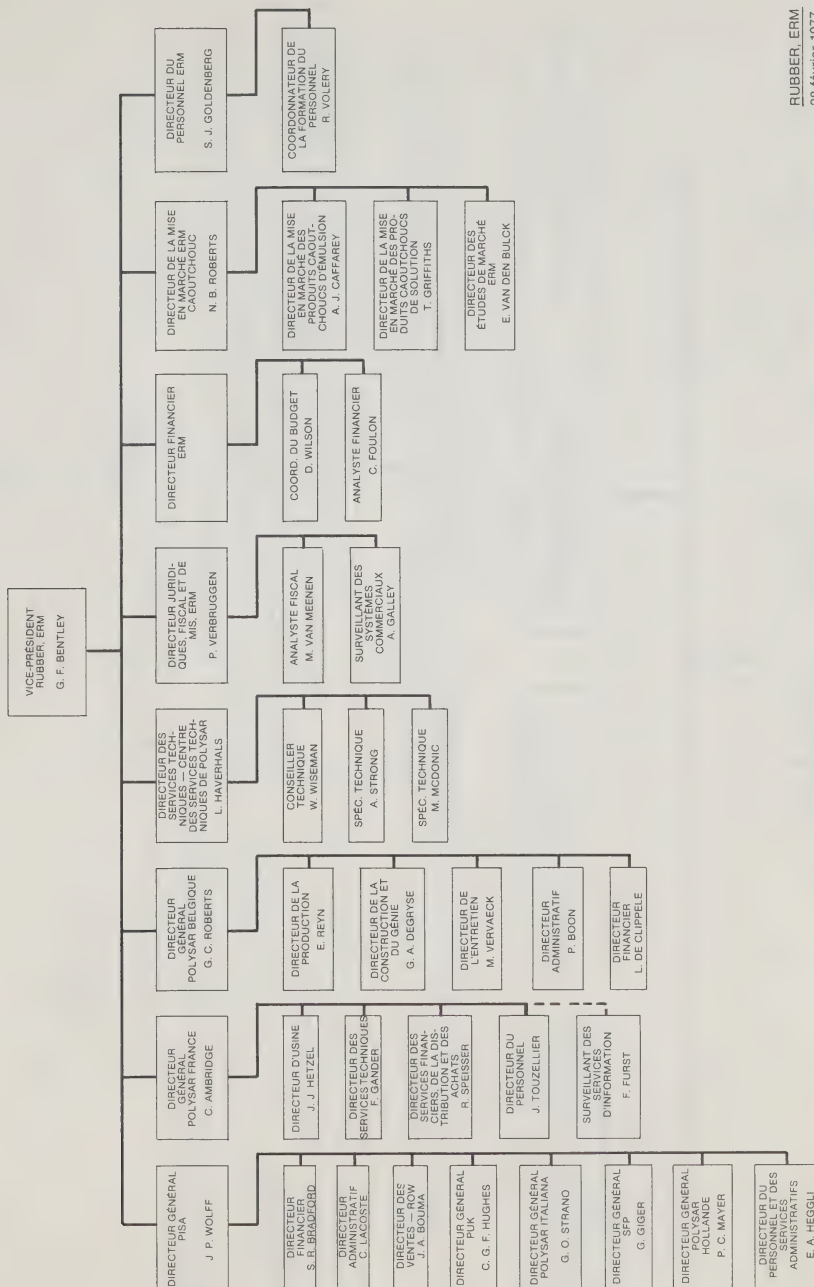 VICE-PRÉSIDENT
RUBBER, ERM
G. F. BENTLEY
DIRECTEUR GÉNÉRAL
PISA
J P. WOLFF
DIRECTEUR
FINANCIER
S. R. BRADFORD
DIRECTEUR
ADMINISTRATIF
C. LACOSTE
DIRECTEUR DES
VENTES — ROW
J. A. BOUMA
DIRECTEUR GÉNÉRAL
PUK
C. G. F. HUGHES
DIRECTEUR GÉNÉRAL
POLYSAR ITALIANA
G. O. STRANO
DIRECTEUR GÉNÉRAL
SFP
G. GIGER
DIRECTEUR GÉNÉRAL
POLYSAR
HOLLANDE
P. C. MAYER
DIRECTEUR DU
PERSONNEL ET DES
SERVICES
ADMINISTRATIFS
E. A. HEGGLI
DIRECTEUR
GÉNÉRAL
POLYSAR FRANCE
C. AMBRIDGE
DIRECTEUR D'USINE
J. J HETZEL
DIRECTEUR DES
SERVICES TECHNIQUES
F. GANDER
DIRECTEUR DES
SERVICES FINAN-
CIERS, DE LA DIS-
TRIBUTION ET DES
ACHATS
R. SPEISSER
DIRECTEUR DU
PERSONNEL
J. TOUZELLIER
SURVEILLANT DES
SERVICES
D'INFORMATION
F. FURST
DIRECTEUR
GÉNÉRAL
POLYSAR BELGIQUE
G. C. ROBERTS
DIRECTEUR DE LA
PRODUCTION
E. REYN
DIRECTEUR DE LA
CONSTRUCTION ET
DU GÉNIE
G. A. DEGRYSE
DIRECTEUR DE
L'ENTRETIEN
M. VERVAECK
DIRECTEUR
ADMINISTRATIF
P. BOON
DIRECTEUR
FINANCIER
L. DE CLIPPELE
DIRECTEUR DES
SERVICES TECH-
NIQUES — CENTRE
DES SERVICES TECH-
NIQUES DE POLYSAR
L. HAVERHALS
CONSEILLER
TECHNIQUE
W. WISEMAN
SPÉC. TECHNIQUE
A. STRONG
SPÉC. TECHNIQUE
M. MCDONIC
DIRECTEUR JURIDI-
QUES, FISCAL ET DE
MIS, ERM
P. VERBRUGGEN
ANALYSTE FISCAL
M. VAN MEENEN
SURVEILLANT DES
SYSTÈMES
COMMERCIAUX
A. GALLEY
DIRECTEUR FINANCIER
ERM
COORD. DU BUDGET
D. WILSON
ANALYSTE FINANCIER
C. FOULON
DIRECTEUR DE LA MISE
EN MARCHÉ ERM
CAOUTCHOUC
N. B. ROBERTS
DIRECTEUR DE LA MISE
EN MARCHÉ DES
PRODUITS CAOUT-
CHOUCS D'ÉMULSION
A. J. CAFFAREY
DIRECTEUR DE LA MISE
EN MARCHÉ DES PRO-
DUITS CAOUTCHOUCS
DE SOLUTION
T. GRIFFITHS
DIRECTEUR DES
ÉTUDES DE MARCHÉ
ERM
E. VAN DEN BULCK
DIRECTEUR DU
PERSONNEL ERM
S. J. GOLDENBERG
COORDONNATEUR DE
LA FORMATION DU
PERSONNEL
R. VOLERY
RUBBER, ERM